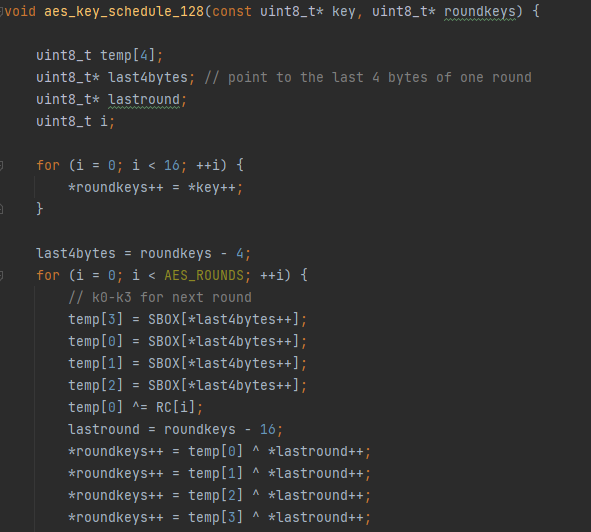 void aes_key_schedule_128(const uint8_t* key, uint8_t* roundkeys) {
uint8_t temp[4];
uint8_t* last4bytes; // point to the last 4 bytes of one round
uint8_t* lastround;
uint8_t i;
for (i = 0; i < 16; ++i) {
*roundkeys++ = *key++;
}
last4bytes = roundkeys - 4;
for (i = 0; i < AES_ROUNDS; ++i) {
// k0-k3 for next round
temp[3] = SBOX[*last4bytes++];
temp[0] = SBOX[*last4bytes++];
temp[1] = SBOX[*last4bytes++];
temp[2] = SBOX[*last4bytes++];
temp[0] ^= RC[i];
lastround = roundkeys - 16;
*roundkeys++ = temp[0] ^ *lastround++;
*roundkeys++ = temp[1] ^ *lastround++;
*roundkeys++ = temp[2] ^ *lastround++;
*roundkeys++ = temp[3] ^ *lastround++;